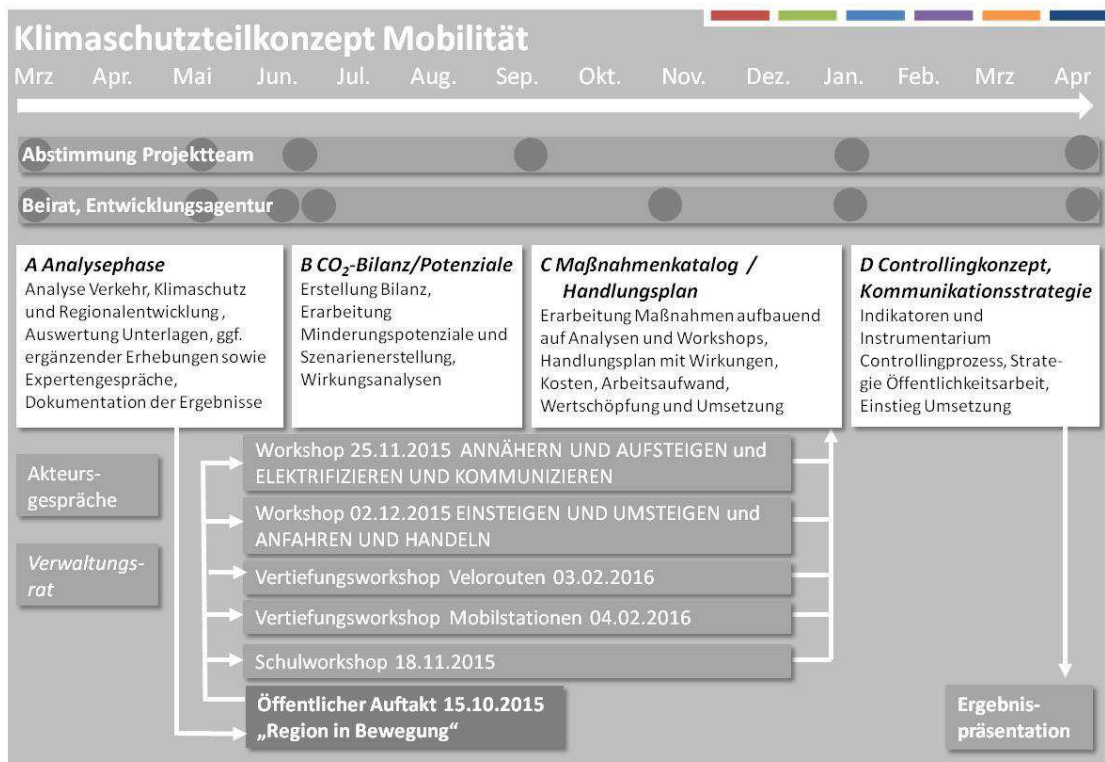 Klimaschutzteilkonzept Mobilität
Mrz Apr. Mai Jun. Jul. Aug. Sep. Okt. Nov. Dez. Jan. Feb. Mrz Apr
Abstimmung Projektteam
Beirat, Entwicklungsagentur
A Analysephase
Analyse Verkehr, Klimaschutz
und Regionalentwicklung ,
Auswertung Unterlagen, ggf.
ergänzender Erhebungen sowie
Expertengespräche,
Dokumentation der Ergebnisse
B CO₂-Bilanz/Potenziale
Erstellung Bilanz,
Erarbeitung
Minderungspotenziale und
Szenarienerstellung,
Wirkungsanalysen
C Maßnahmenkatalog /
Handlungsplan
Erarbeitung Maßnahmen aufbauend
auf Analysen und Workshops,
Handlungsplan mit Wirkungen,
Kosten, Arbeitsaufwand,
Wertschöpfung und Umsetzung
D Controllingkonzept,
Kommunikationsstrategie
Indikatoren und
Instrumentarium
Controllingprozess, Strate-
gie Öffentlichkeitsarbeit,
Einstieg Umsetzung
Akteurs-
gespräche
Verwaltungs-
rat
Workshop 25.11.2015 ANNÄHERN UND AUFSTEIGEN und
ELEKTRIFIZIEREN UND KOMMUNIZIEREN
Workshop 02.12.2015 EINSTEIGEN UND UMSTEIGEN und
ANFAHREN UND HANDELN
Vertiefungsworkshop Velorouten 03.02.2016
Vertiefungsworkshop Mobilstationen 04.02.2016
Schulworkshop 18.11.2015
Öffentlicher Auftakt 15.10.2015
„Region in Bewegung“
Ergebnis-
präsentation